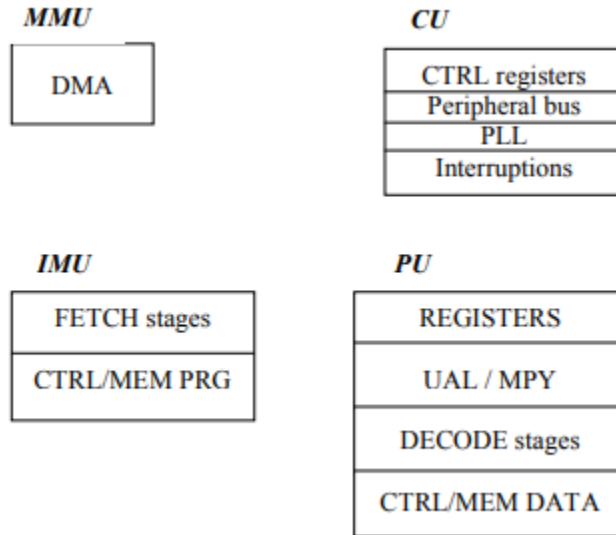 MMU
DMA
CU
CTRL registers
Peripheral bus
PLL
Interruptions
IMU
FETCH stages
CTRL/MEM PRG
PU
REGISTERS
UAL / MPY
DECODE stages
CTRL/MEM DATA